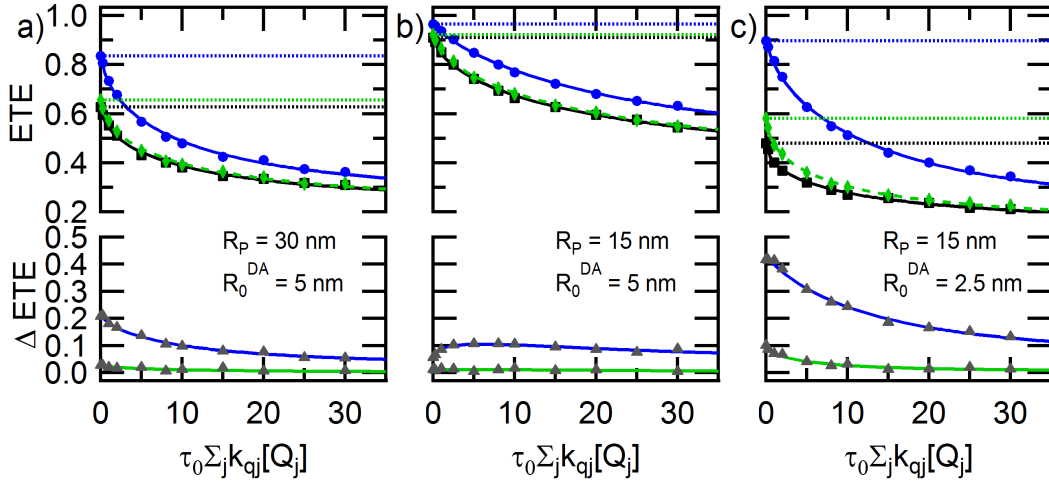 a)
b)
c)
ETE
1.0
0.8
0.6
0.4
0.2
Δ ETE
0.5
0.4
0.3
0.2
0.1
0.0
R_P = 30 nm
R_0^DA = 5 nm
R_P = 15 nm
R_0^DA = 5 nm
R_P = 15 nm
R_0^DA = 2.5 nm
0 10 20 30
0 10 20 30
0 10 20 30
τ_0Σ_jk_qj[Q_j]
τ_0Σ_jk_qj[Q_j]
τ_0Σ_jk_qj[Q_j]